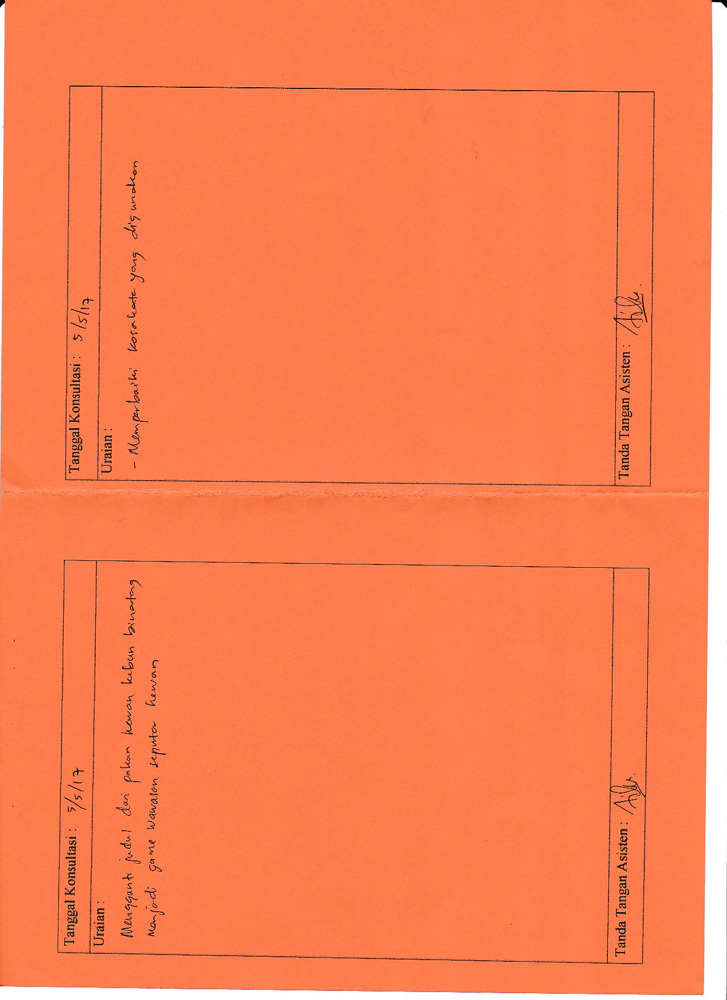 Tanggal Konsultasi : 5/5/17
Uraian :
Mengganti judul dari pakan hewan kebun binatang
menjadi game wawasan seputar hewan
Tanda Tangan Asisten :
Tanggal Konsultasi : 5/5/17
Uraian :
- Memperbaiki kosakata yang digunakan
Tanda Tangan Asisten :